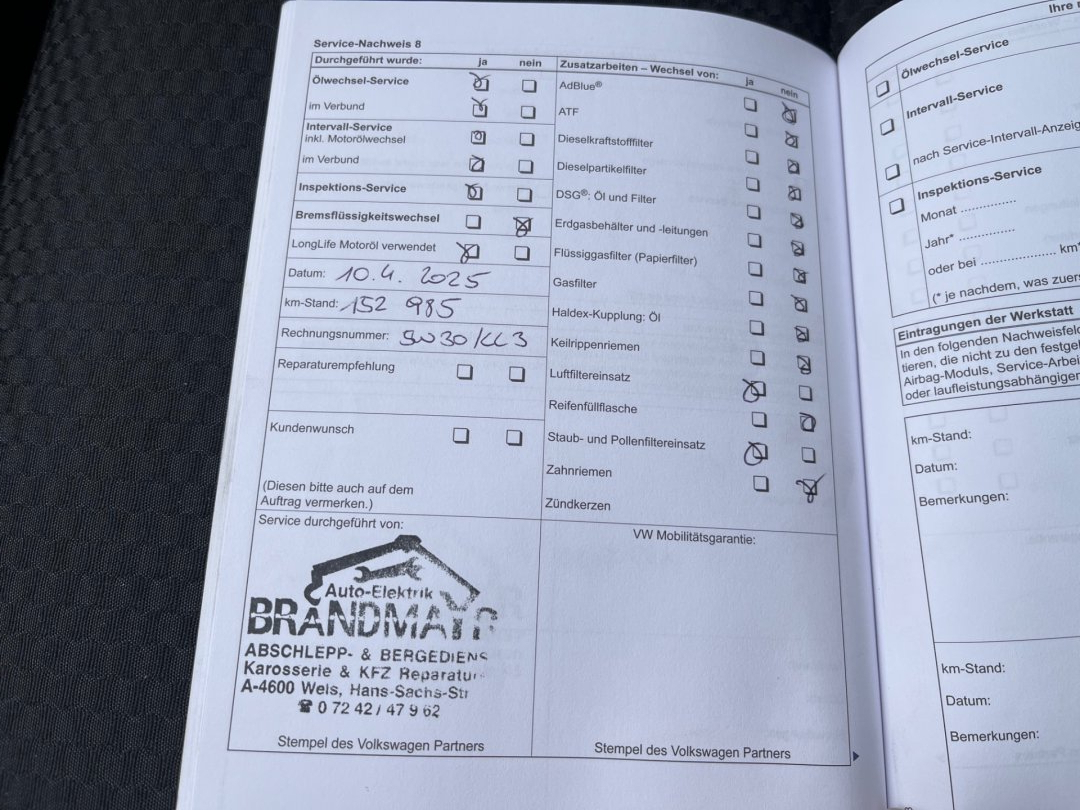 Service-Nachweis 8
Durchgeführt wurde: ja nein
Ölwechsel-Service
im Verbund
Intervall-Service
inkl. Motorölwechsel
im Verbund
Inspektions-Service
Bremsflüssigkeitswechsel
LongLife Motoröl verwendet
Datum: 10.4. 2025
km-Stand: 152 985
Rechnungsnummer:
Reparaturempfehlung
Kundenwunsch
(Diesen bitte auch auf dem
Auftrag vermerken.)
Service durchgeführt von:
Auto-Elektrik
BRANDMAYR
ABSCHLEPP- & BERGEDIENS
Karosserie & KFZ Reparatur
A-4600 Wels, Hans-Sachs-Str
☎ 0 72 42 / 47 9 62
Stempel des Volkswagen Partners
Zusatzarbeiten – Wechsel von: ja nein
AdBlue®
ATF
Dieselkraftstofffilter
Dieselpartikelfilter
DSG®: Öl und Filter
Erdgasbehälter und -leitungen
Flüssiggasfilter (Papierfilter)
Gasfilter
Haldex-Kupplung: Öl
Keilrippenriemen
Luftfiltereinsatz
Reifenfüllflasche
Staub- und Pollenfiltereinsatz
Zahnriemen
Zündkerzen
VW Mobilitätsgarantie:
Stempel des Volkswagen Partners
Ihre
Ölwechsel-Service
Intervall-Service
nach Service-Intervall-Anzeig
Inspektions-Service
Monat ..............
Jahr* ..............
oder bei .............. km*
(* je nachdem, was zuers
Eintragungen der Werkstatt
In den folgenden Nachweisfeld
tieren, die nicht zu den festgel
Airbag-Moduls, Service-Arbei
oder laufleistungsabhängigen
km-Stand:
Datum:
Bemerkungen:
km-Stand:
Datum:
Bemerkungen: